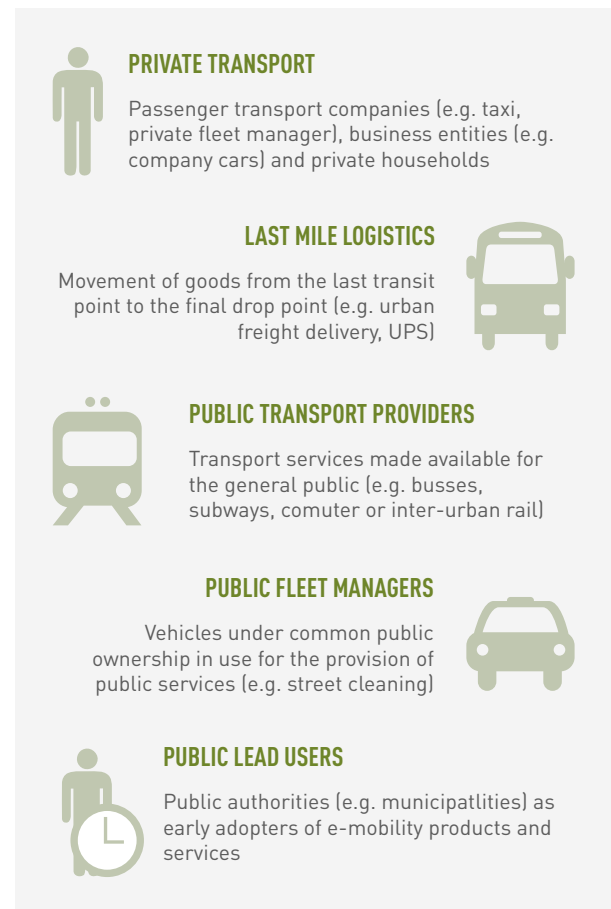 PRIVATE TRANSPORT
Passenger transport companies (e.g. taxi,
private fleet manager), business entities (e.g.
company cars) and private households
LAST MILE LOGISTICS
Movement of goods from the last transit
point to the final drop point (e.g. urban
freight delivery, UPS)
PUBLIC TRANSPORT PROVIDERS
Transport services made available for
the general public (e.g. busses,
subways, comuter or inter-urban rail)
PUBLIC FLEET MANAGERS
Vehicles under common public
ownership in use for the provision of
public services (e.g. street cleaning)
PUBLIC LEAD USERS
Public authorities (e.g. municipatlities) as
early adopters of e-mobility products and
services